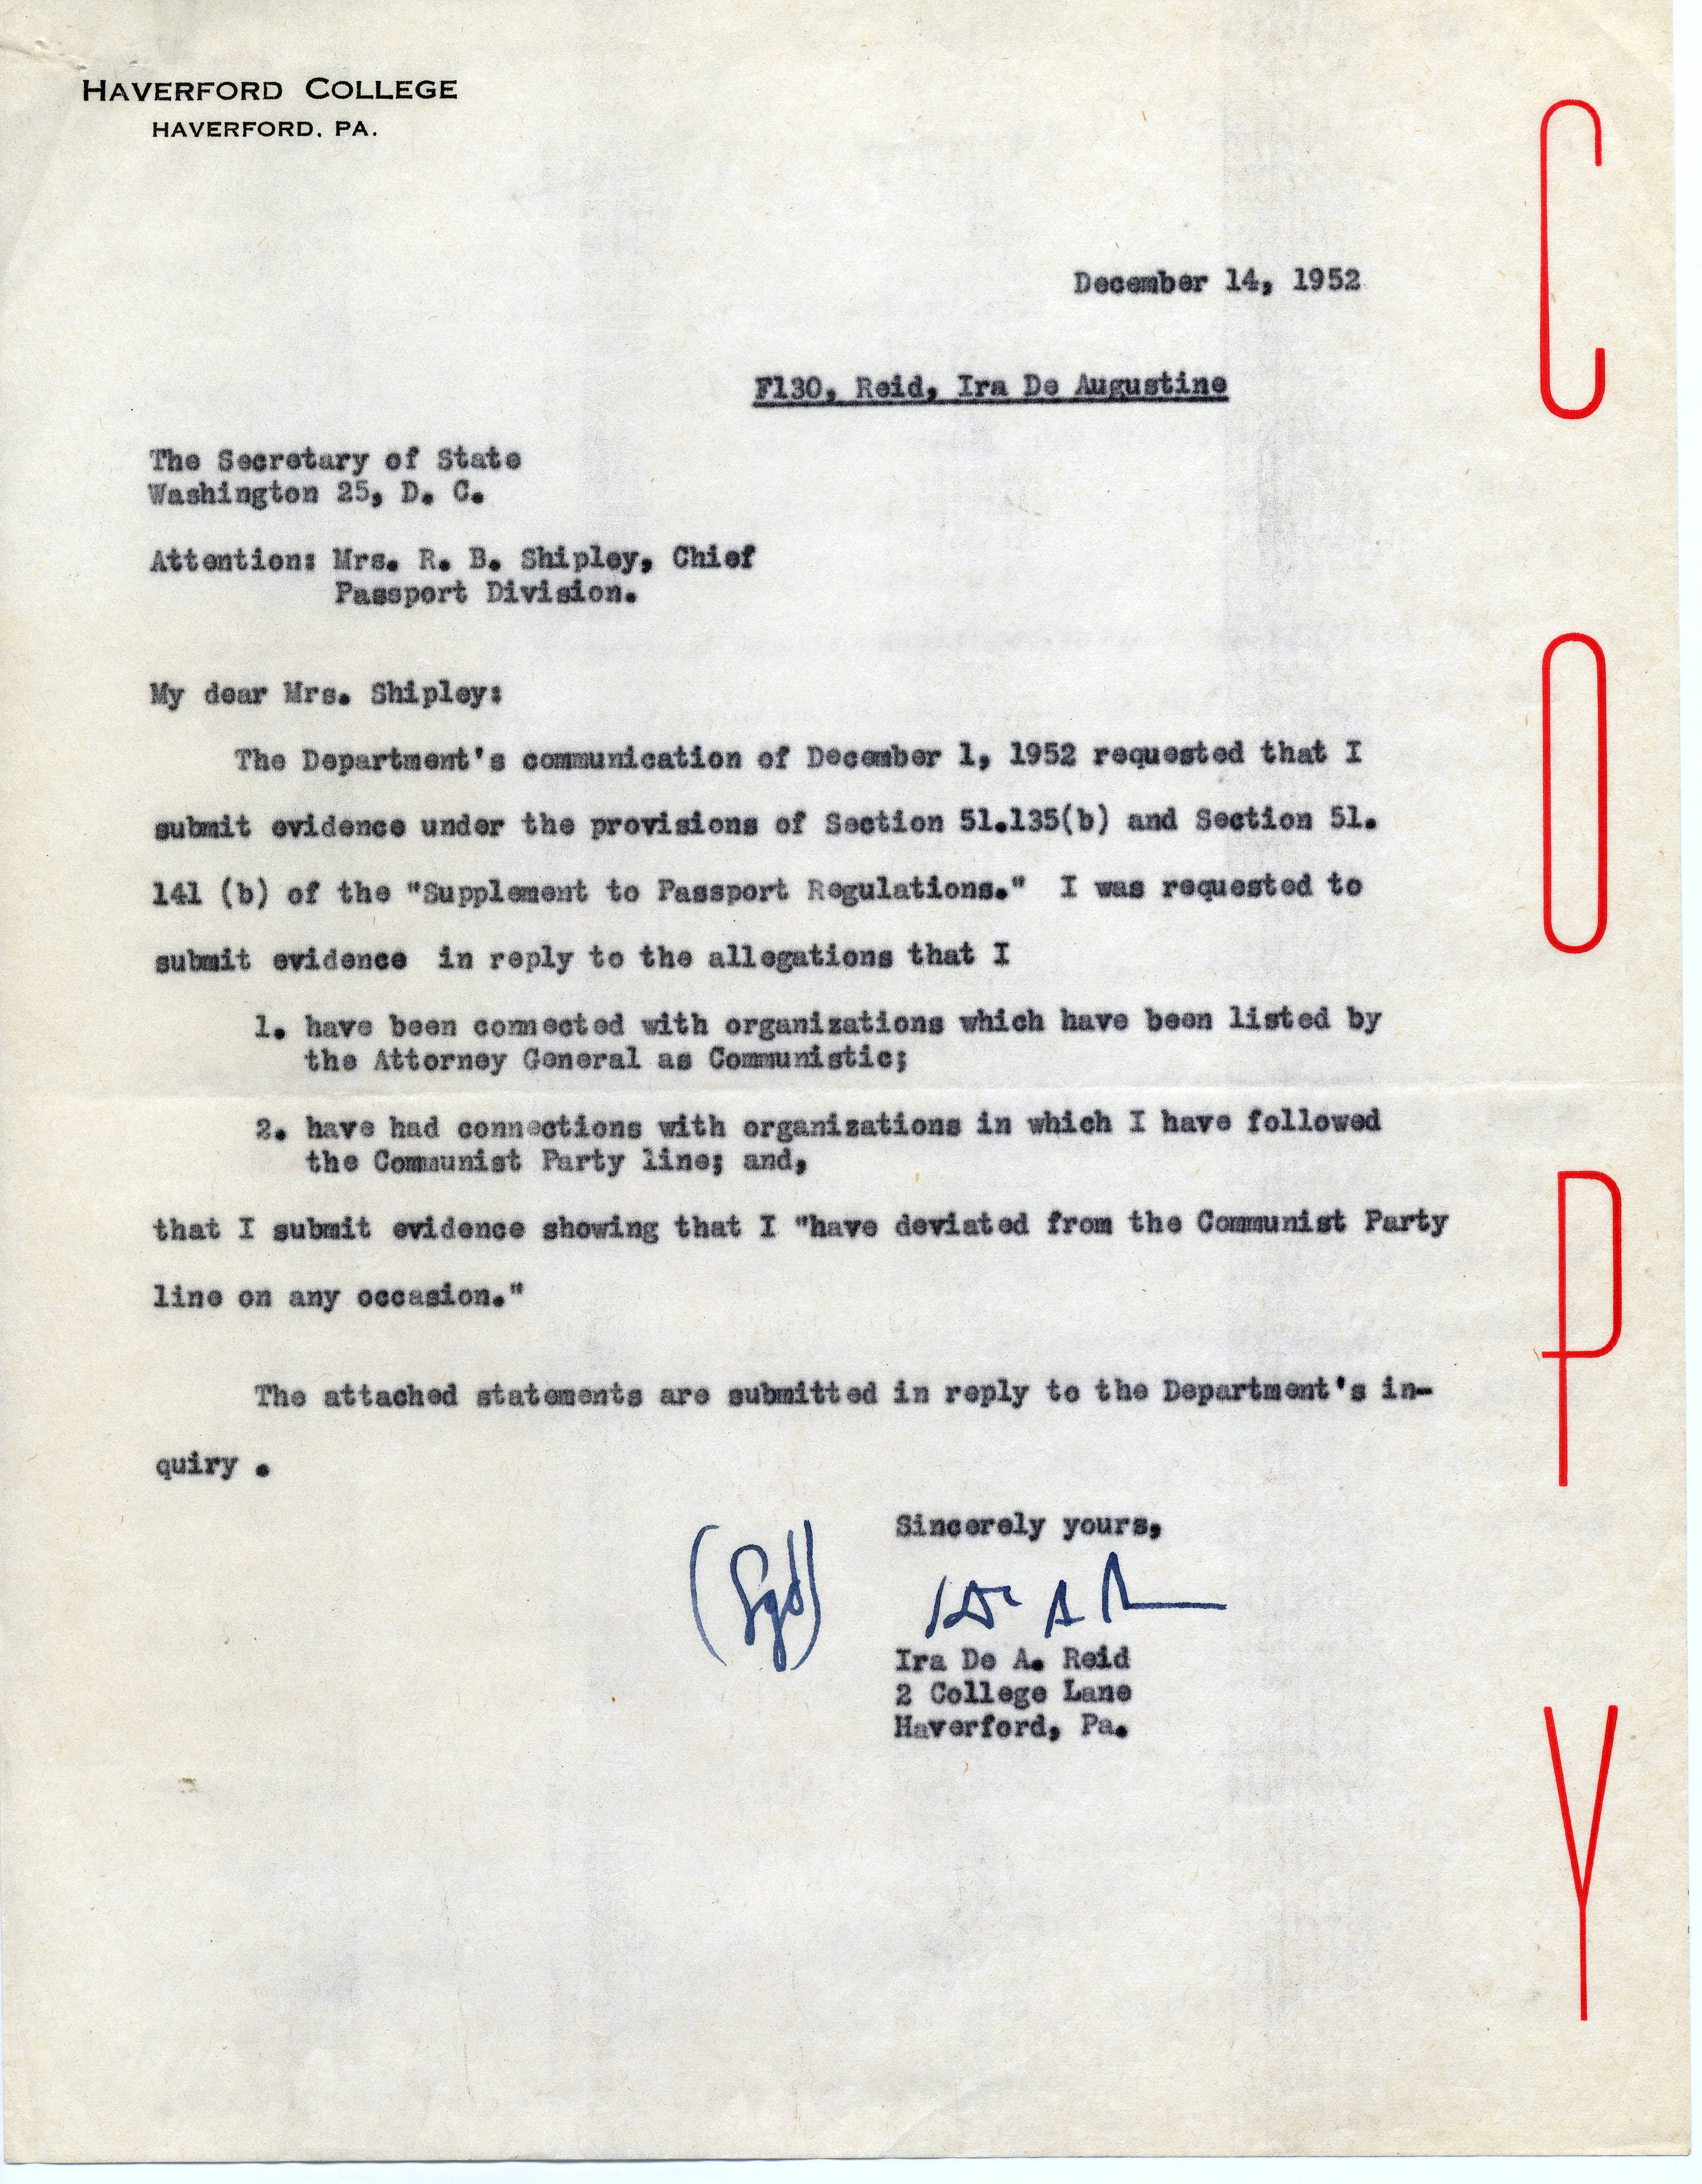 HAVERFORD COLLEGE
HAVERFORD, PA.
December 14, 1952
F130, Reid, Ira De Augustine
The Secretary of State
Washington 25, D. C.
Attention: Mrs. R. B. Shipley, Chief
Passport Division.
My dear Mrs. Shipley:
The Department's communication of December 1, 1952 requested that I
submit evidence under the provisions of Section 51.135(b) and Section 51.
141 (b) of the "Supplement to Passport Regulations." I was requested to
submit evidence in reply to the allegations that I
1. have been connected with organizations which have been listed by
the Attorney General as Communistic;
2. have had connections with organizations in which I have followed
the Communist Party line; and,
that I submit evidence showing that I "have deviated from the Communist Party
line on any occasion."
The attached statements are submitted in reply to the Department's in-
quiry .
Sincerely yours,
(Sgd)
Ira De A. Reid
2 College Lane
Haverford, Pa.
COPY